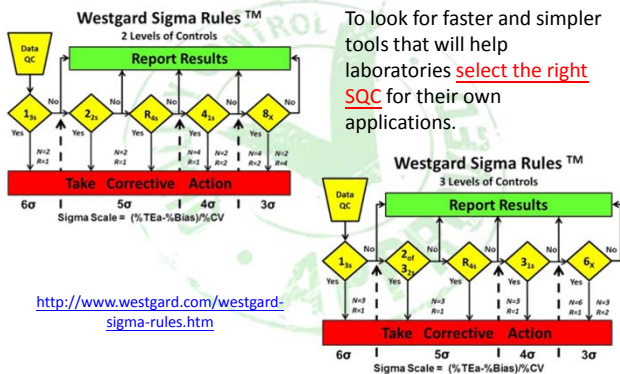 Westgard Sigma Rules TM
2 Levels of Controls
Data
QC
Report Results
No No No No No
13s 22s R4s 41s 8X
Yes Yes Yes Yes Yes
N=2 N=2 N=4 N=2 N=4 N=2
R=1 R=1 R=1 R=2 R=2 R=4
Take Corrective Action
6σ 5σ 4σ 3σ
Sigma Scale = (%TEa-%Bias)/%CV
To look for faster and simpler
tools that will help
laboratories select the right
SQC for their own
applications.
Westgard Sigma Rules TM
3 Levels of Controls
Data
QC
Report Results
No No No No No
13s 2of32s R4s 31s 6X
Yes Yes Yes Yes Yes
N=3 N=3 N=3 N=6 N=3
R=1 R=1 R=1 R=1 R=2
Take Corrective Action
6σ 5σ 4σ 3σ
Sigma Scale = (%TEa-%Bias)/%CV
http://www.westgard.com/westgard-
sigma-rules.htm